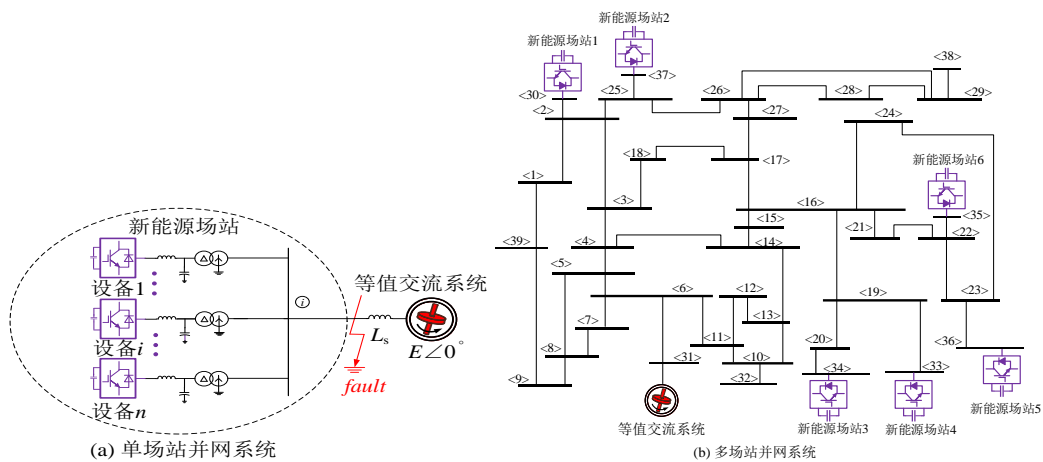 新能源场站
设备1
设备i
设备n
i
等值交流系统
Ls
E∠0°
fault
(a) 单场站并网系统
新能源场站2
新能源场站1
<37>
<38>
<30>
<25>
<26>
<28>
<29>
<2>
<27>
<24>
<18>
<17>
新能源场站6
<1>
<3>
<16>
<35>
<15>
<21>
<22>
<39>
<4>
<14>
<5>
<6>
<12>
<19>
<23>
<7>
<13>
<11>
<20>
<36>
<8>
<31>
<10>
<34>
<33>
<9>
<32>
新能源场站5
等值交流系统
新能源场站3
新能源场站4
(b) 多场站并网系统